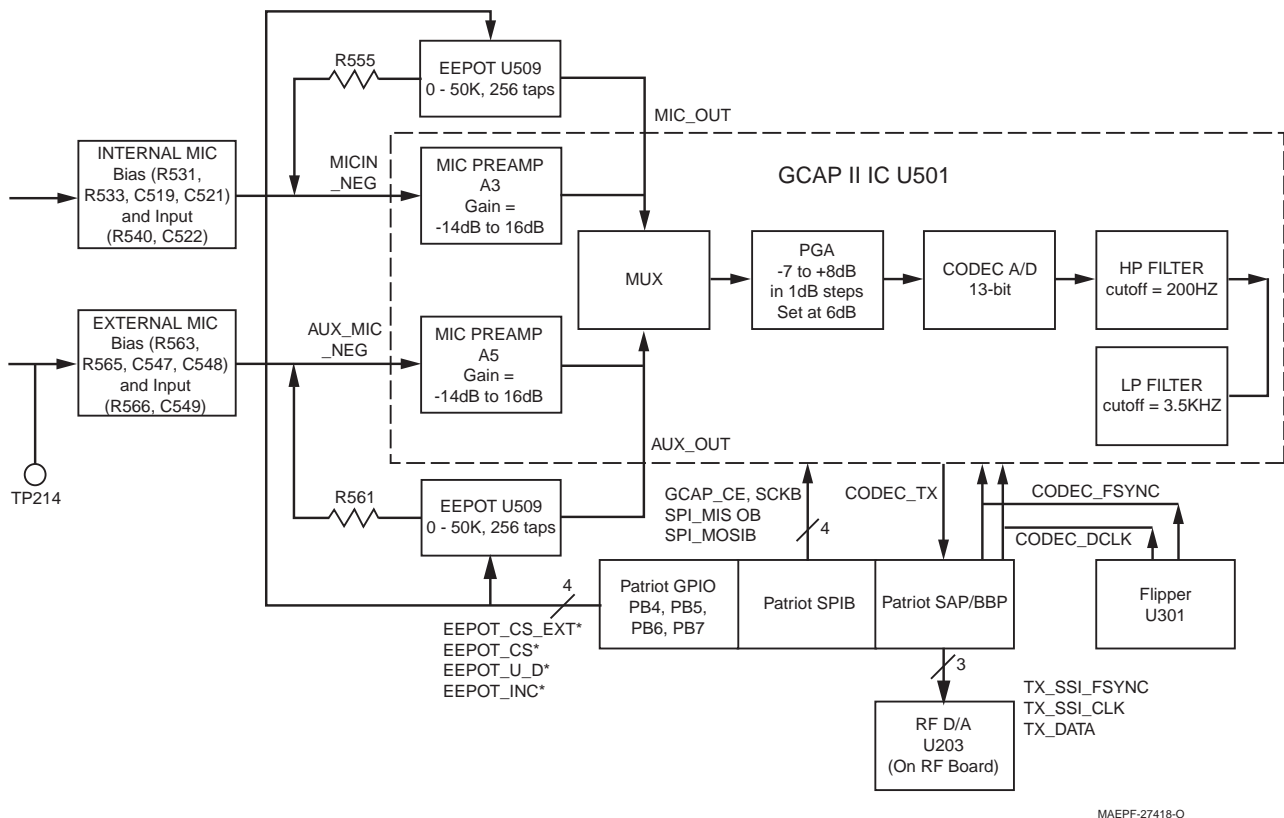 R555
EEPOT U509
0 - 50K, 256 taps
MIC_OUT
INTERNAL MIC
Bias (R531,
R533, C519, C521)
and Input
(R540, C522)
MICIN
_NEG
MIC PREAMP
A3
Gain =
-14dB to 16dB
GCAP II IC U501
MUX
PGA
-7 to +8dB
in 1dB steps
Set at 6dB
CODEC A/D
13-bit
HP FILTER
cutoff = 200HZ
EXTERNAL MIC
Bias (R563,
R565, C547, C548)
and Input
(R566, C549)
AUX_MIC
_NEG
MIC PREAMP
A5
Gain =
-14dB to 16dB
LP FILTER
cutoff = 3.5KHZ
AUX_OUT
TP214
R561
EEPOT U509
0 - 50K, 256 taps
GCAP_CE, SCKB
SPI_MIS OB
SPI_MOSIB
4
CODEC_TX
CODEC_FSYNC
CODEC_DCLK
4
Patriot GPIO
PB4, PB5,
PB6, PB7
Patriot SPIB
Patriot SAP/BBP
Flipper
U301
EEPOT_CS_EXT*
EEPOT_CS*
EEPOT_U_D*
EEPOT_INC*
3
TX_SSI_FSYNC
TX_SSI_CLK
TX_DATA
RF D/A
U203
(On RF Board)
MAEPF-27418-O